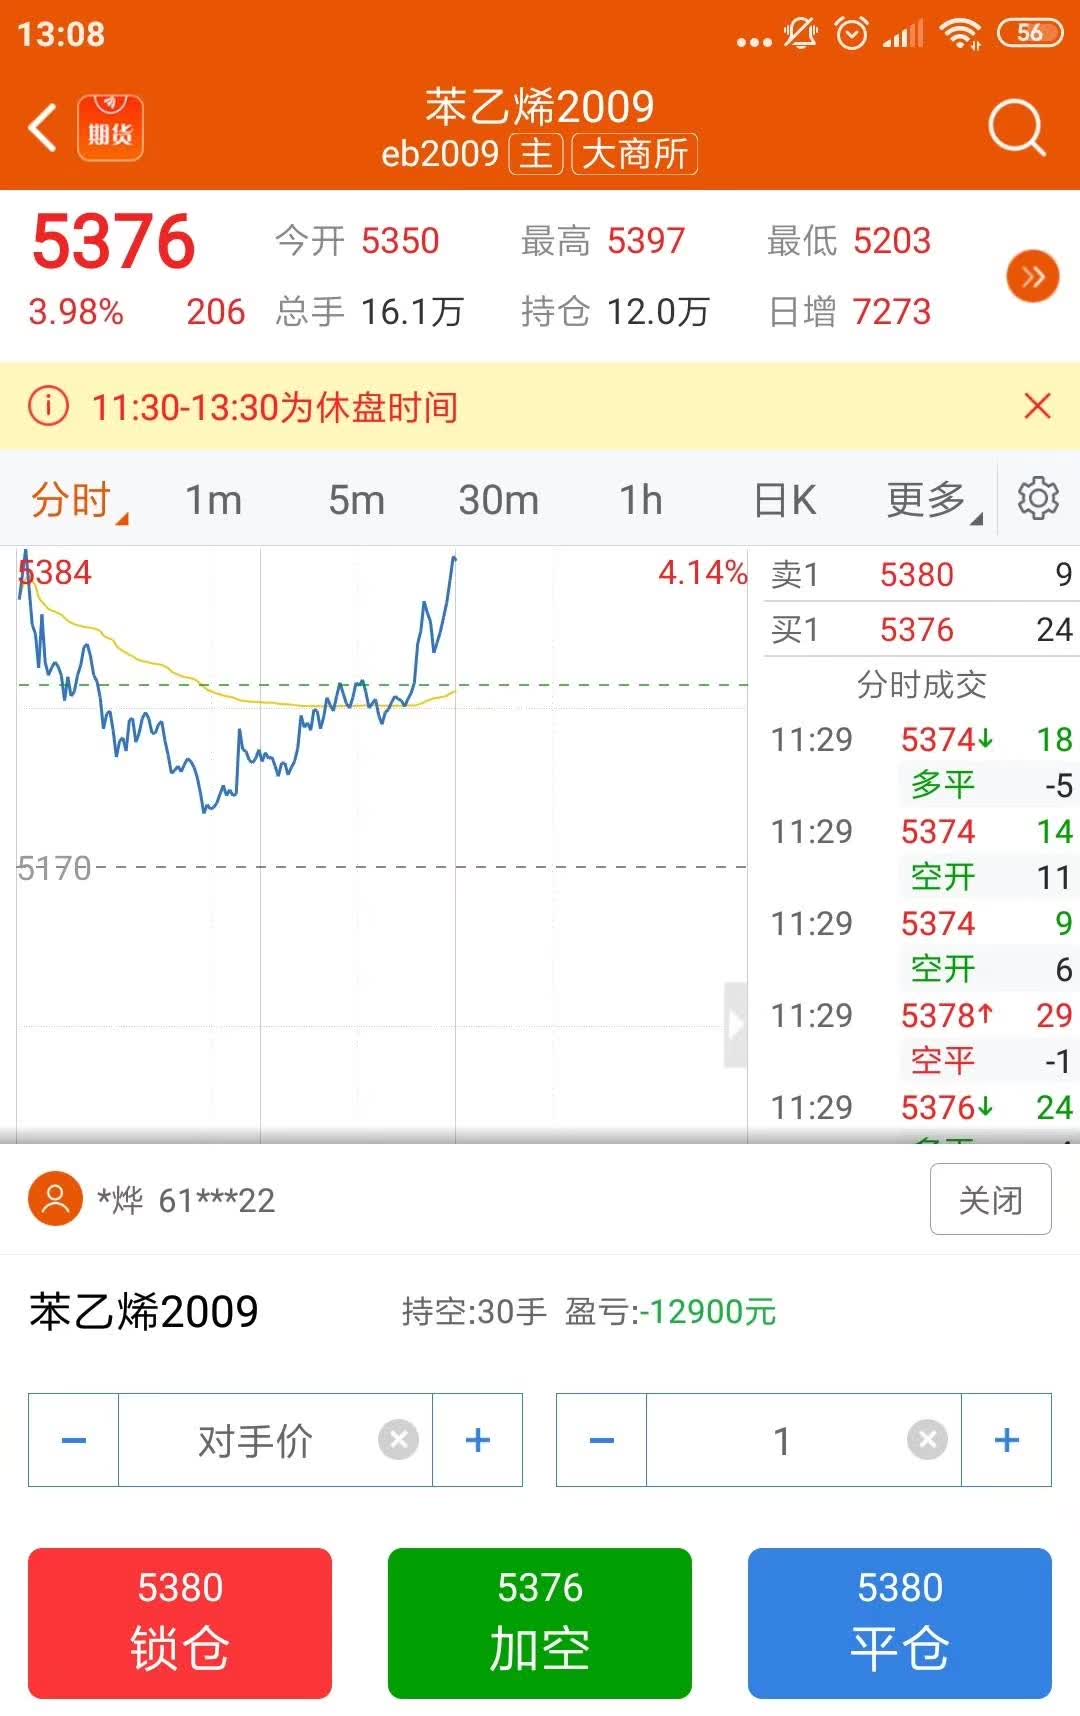 13:08
56
期货
苯乙烯2009
eb2009 主 大商所
5376 今开 5350 最高 5397 最低 5203
3.98% 206 总手 16.1万 持仓 12.0万 日增 7273
11:30-13:30为休盘时间
分时 1m 5m 30m 1h 日K 更多
5384 4.14%
5170
卖1 5380 9
买1 5376 24
分时成交
11:29 5374↓ 18
多平 -5
11:29 5374 14
空开 11
11:29 5374 9
空开 6
11:29 5378↑ 29
空平 -1
11:29 5376↓ 24
*烨 61***22 关闭
苯乙烯2009 持空:30手 盈亏:-12900元
− 对手价 + − 1 +
5380 5376 5380
锁仓 加空 平仓